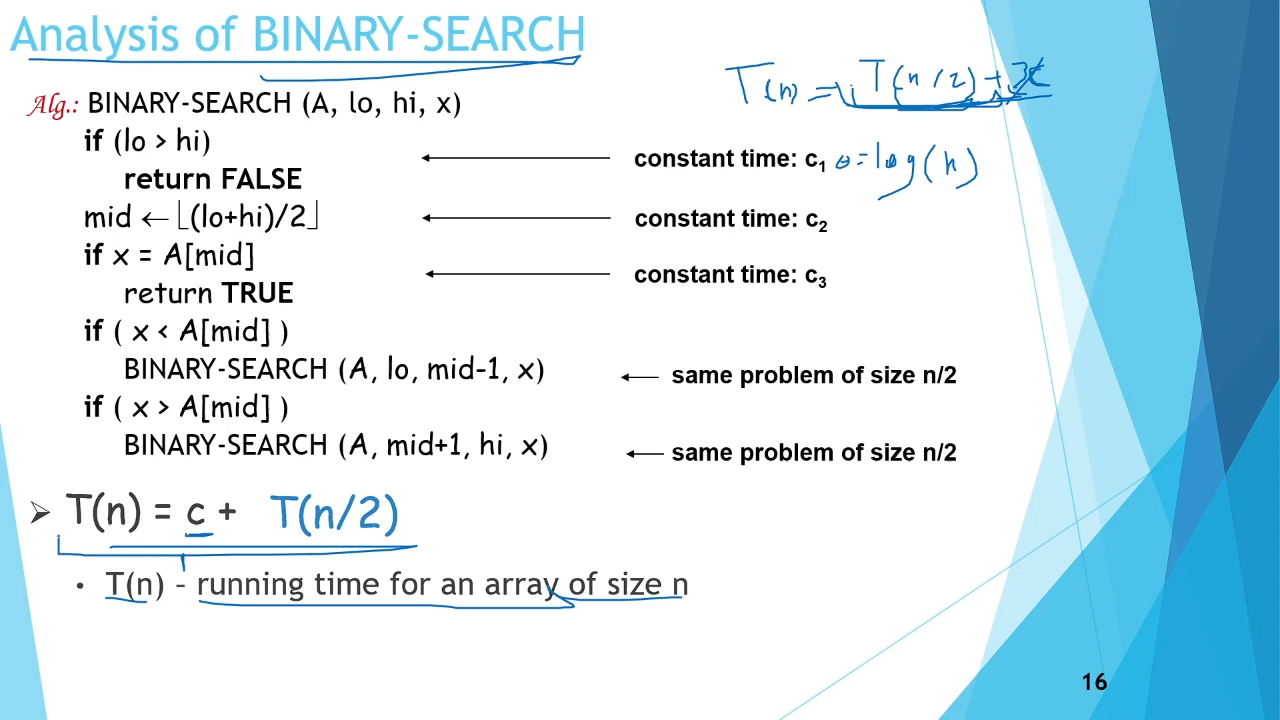 Analysis of BINARY-SEARCH
T(n) = 1 T(n/2) +
Alg.: BINARY-SEARCH (A, lo, hi, x)
if (lo > hi)
return FALSE
constant time: c1 θ = log(n)
mid ← ⌊(lo+hi)/2⌋
constant time: c2
if x = A[mid]
constant time: c3
return TRUE
if ( x < A[mid] )
BINARY-SEARCH (A, lo, mid-1, x)
same problem of size n/2
if ( x > A[mid] )
BINARY-SEARCH (A, mid+1, hi, x)
same problem of size n/2
➢ T(n) = c + T(n/2)
• T(n) – running time for an array of size n
16